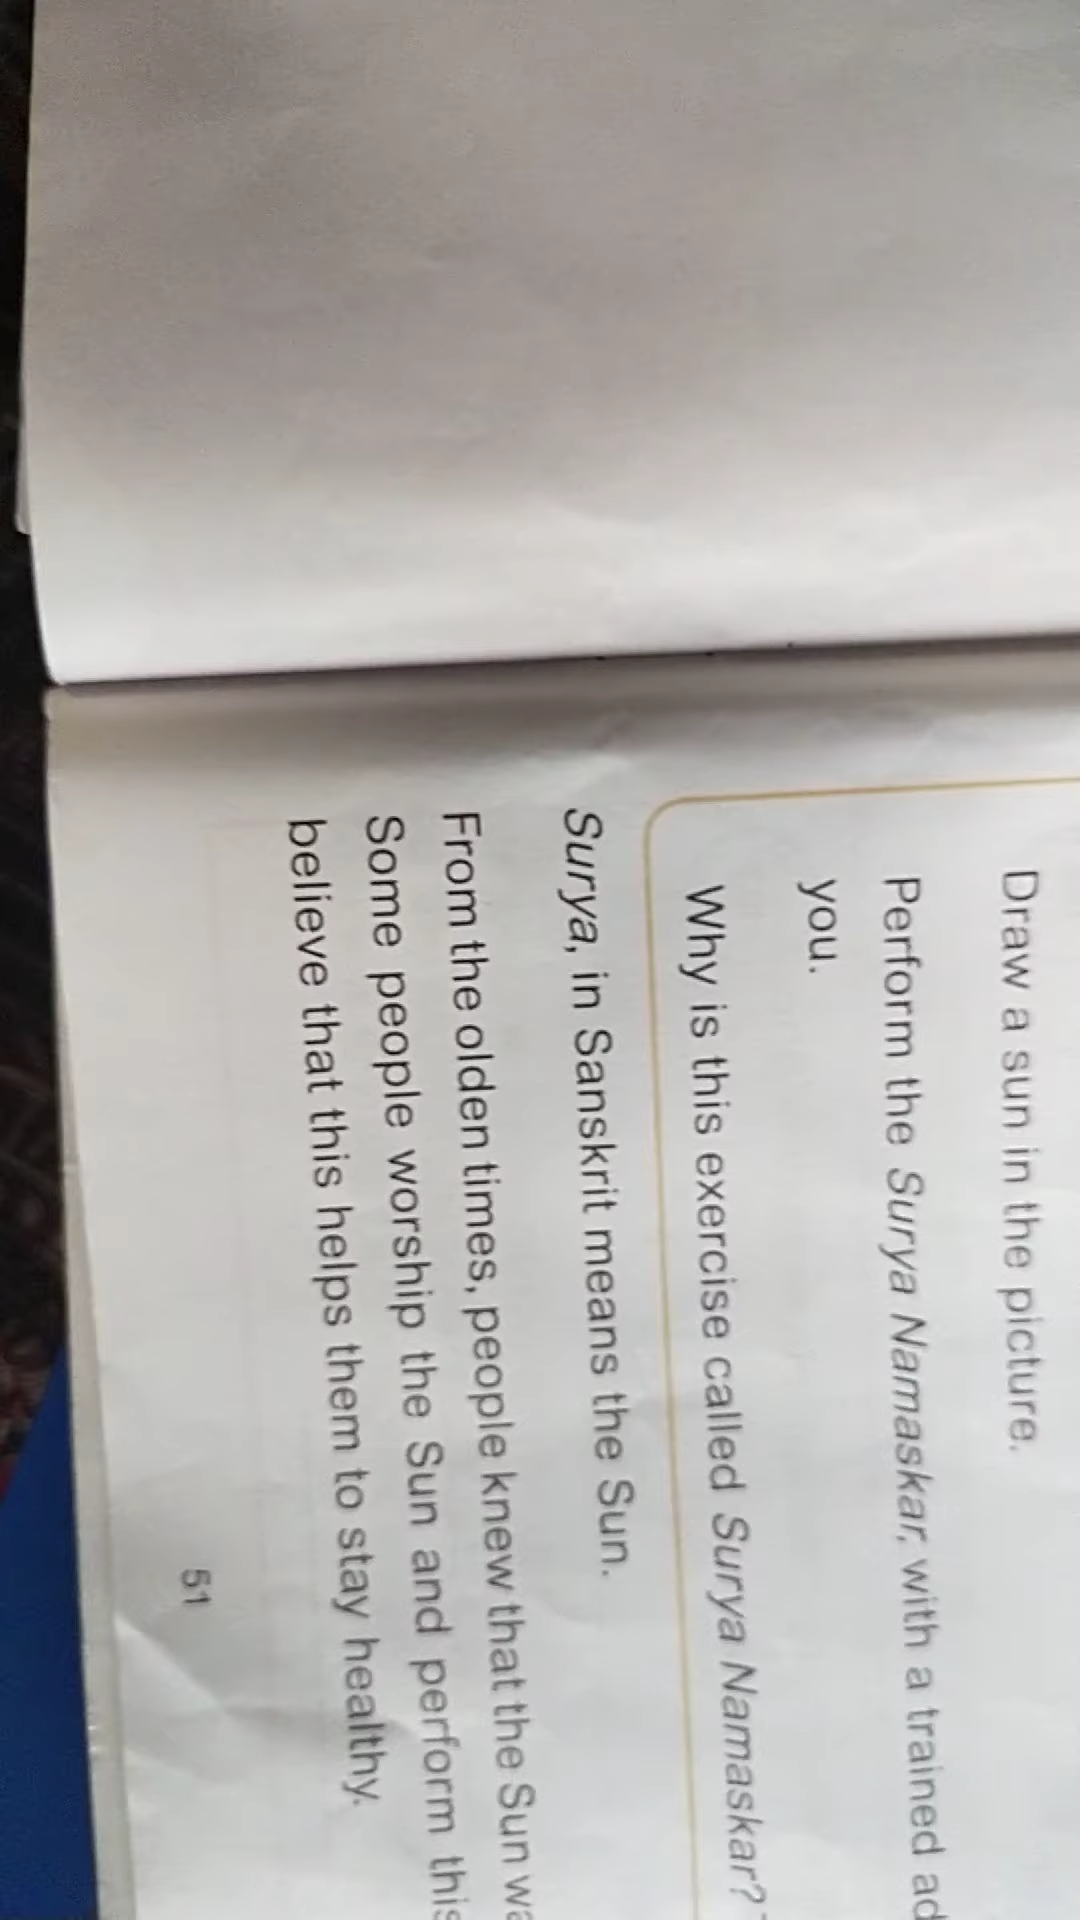 Draw a sun in the picture.
Perform the Surya Namaskar, with a trained
you.
Why is this exercise called Surya Namaskar?
Surya, in Sanskrit means the Sun.
From the olden times, people knew that the Sun
Some people worship the Sun and perform this
believe that this helps them to stay healthy.
51